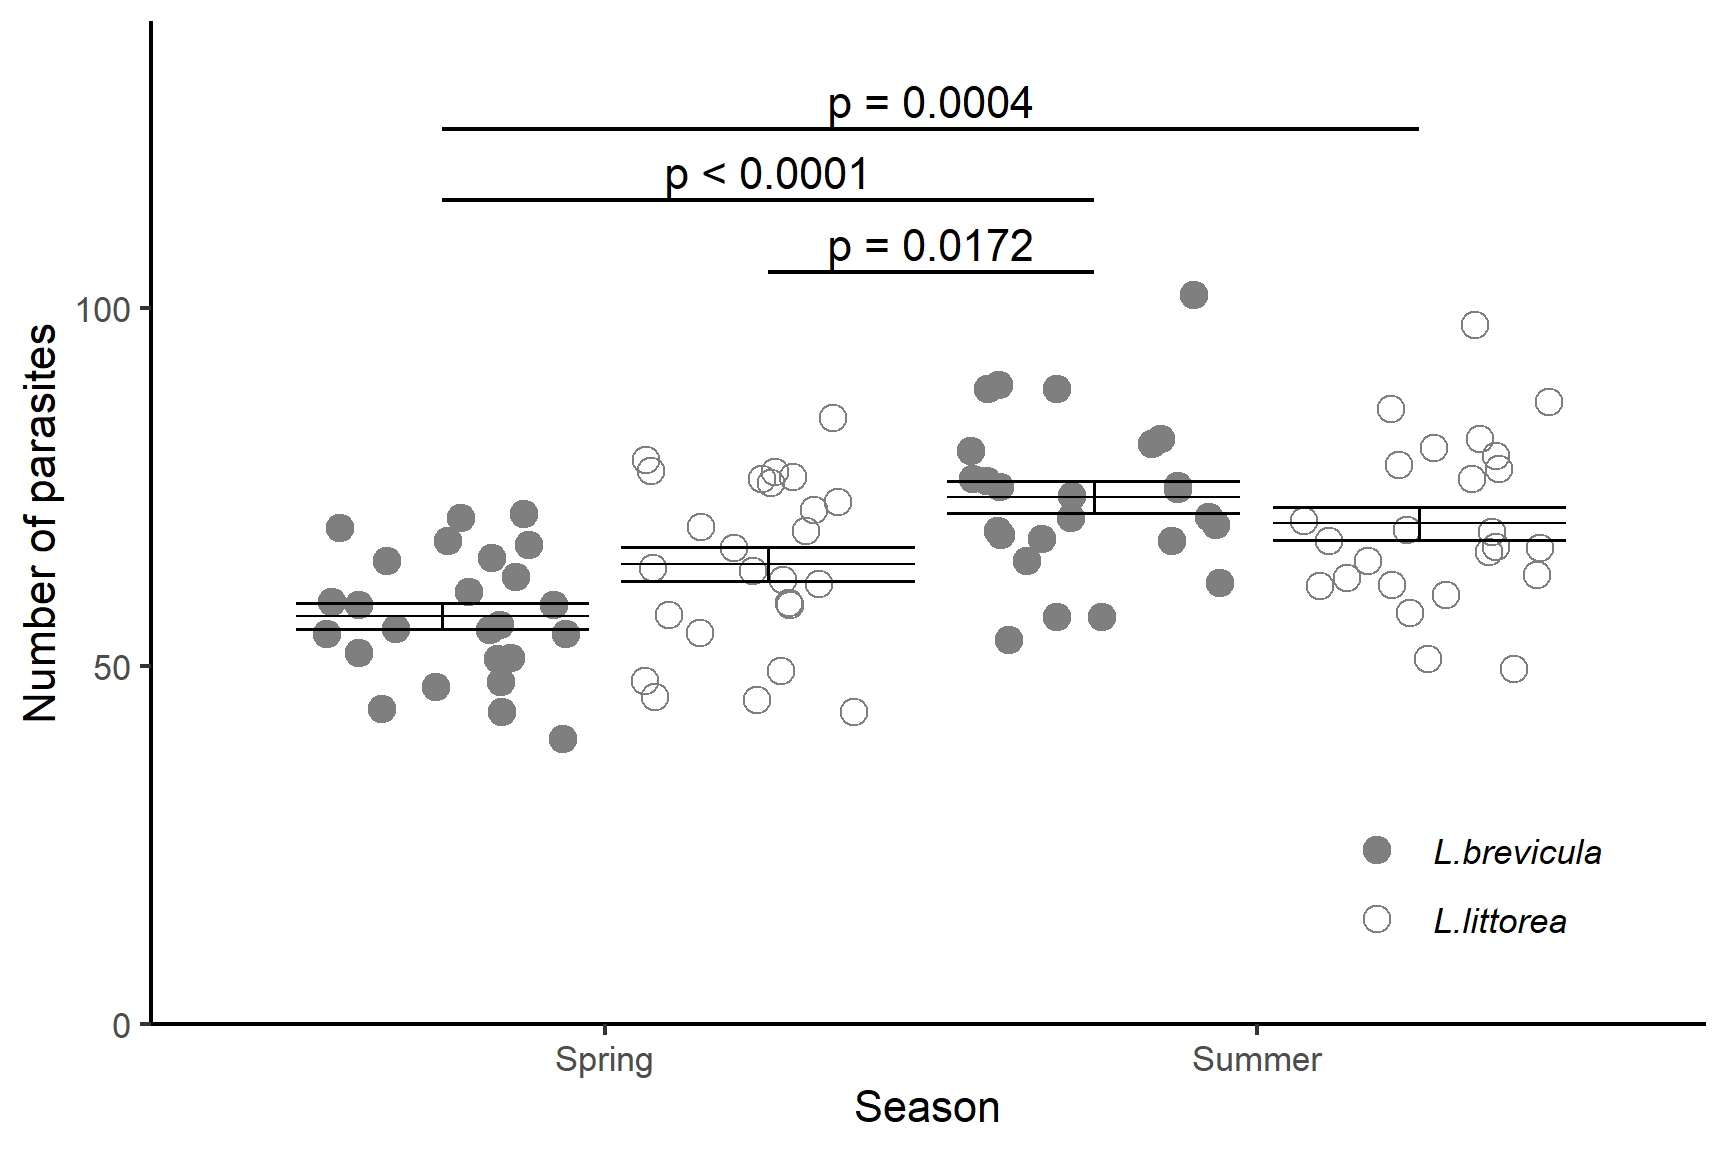 p = 0.0004
p < 0.0001
p = 0.0172
100
50
0
Number of parasites
L.brevicula
L.littorea
Spring
Summer
Season